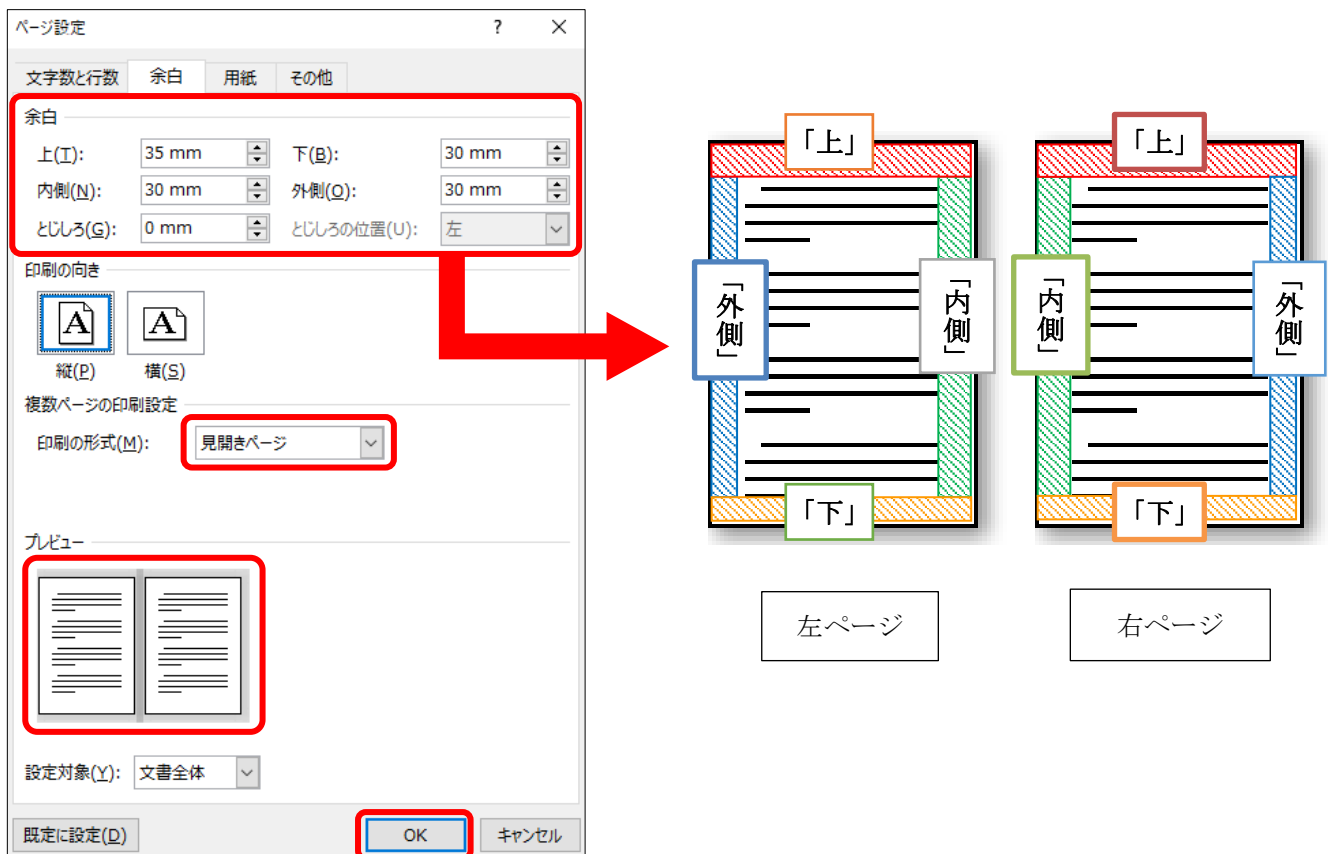 ページ設定 ? ×
文字数と行数 余白 用紙 その他
余白
上(T): 35 mm 下(B): 30 mm
内側(N): 30 mm 外側(O): 30 mm
とじしろ(G): 0 mm とじしろの位置(U): 左
印刷の向き
A A
縦(P) 横(S)
複数ページの印刷設定
印刷の形式(M): 見開きページ
プレビュー
設定対象(Y): 文書全体
既定に設定(D) OK キャンセル
「上」
「外側」
「内側」
「下」
左ページ
「上」
「内側」
「外側」
「下」
右ページ